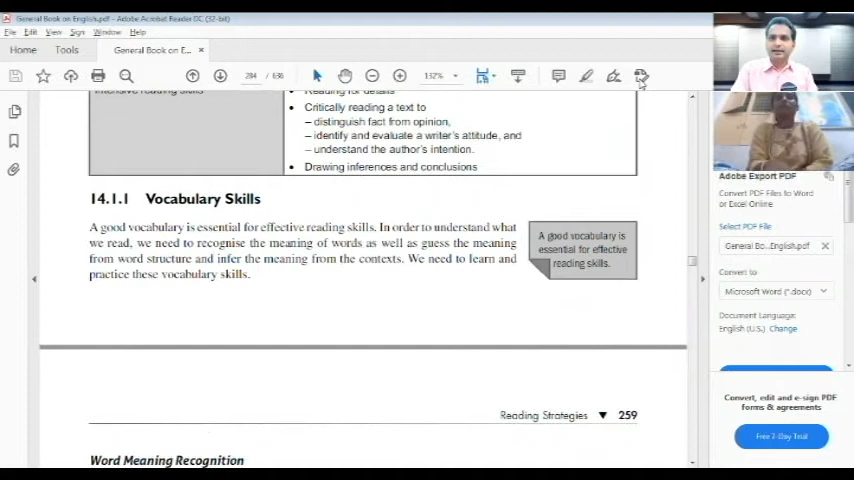 General Book on English.pdf - Adobe Acrobat Reader DC (32-bit)
File Edit View Sign Window Help
Home Tools General Book on E... ×
284 / 636 132%
Intensive reading skills
• Reading for details
• Critically reading a text to
– distinguish fact from opinion,
– identify and evaluate a writer's attitude, and
– understand the author's intention.
• Drawing inferences and conclusions
14.1.1 Vocabulary Skills
A good vocabulary is essential for effective reading skills. In order to understand what
we read, we need to recognise the meaning of words as well as guess the meaning
from word structure and infer the meaning from the contexts. We need to learn and
practice these vocabulary skills.
A good vocabulary is
essential for effective
reading skills.
Reading Strategies ▼ 259
Word Meaning Recognition
Adobe Export PDF
Convert PDF Files to Word
or Excel Online
Select PDF File
General Bo...English.pdf ×
Convert to
Microsoft Word (*.docx)
Document Language:
English (U.S.) Change
Convert, edit and e-sign PDF
forms & agreements
Free 7-Day Trial